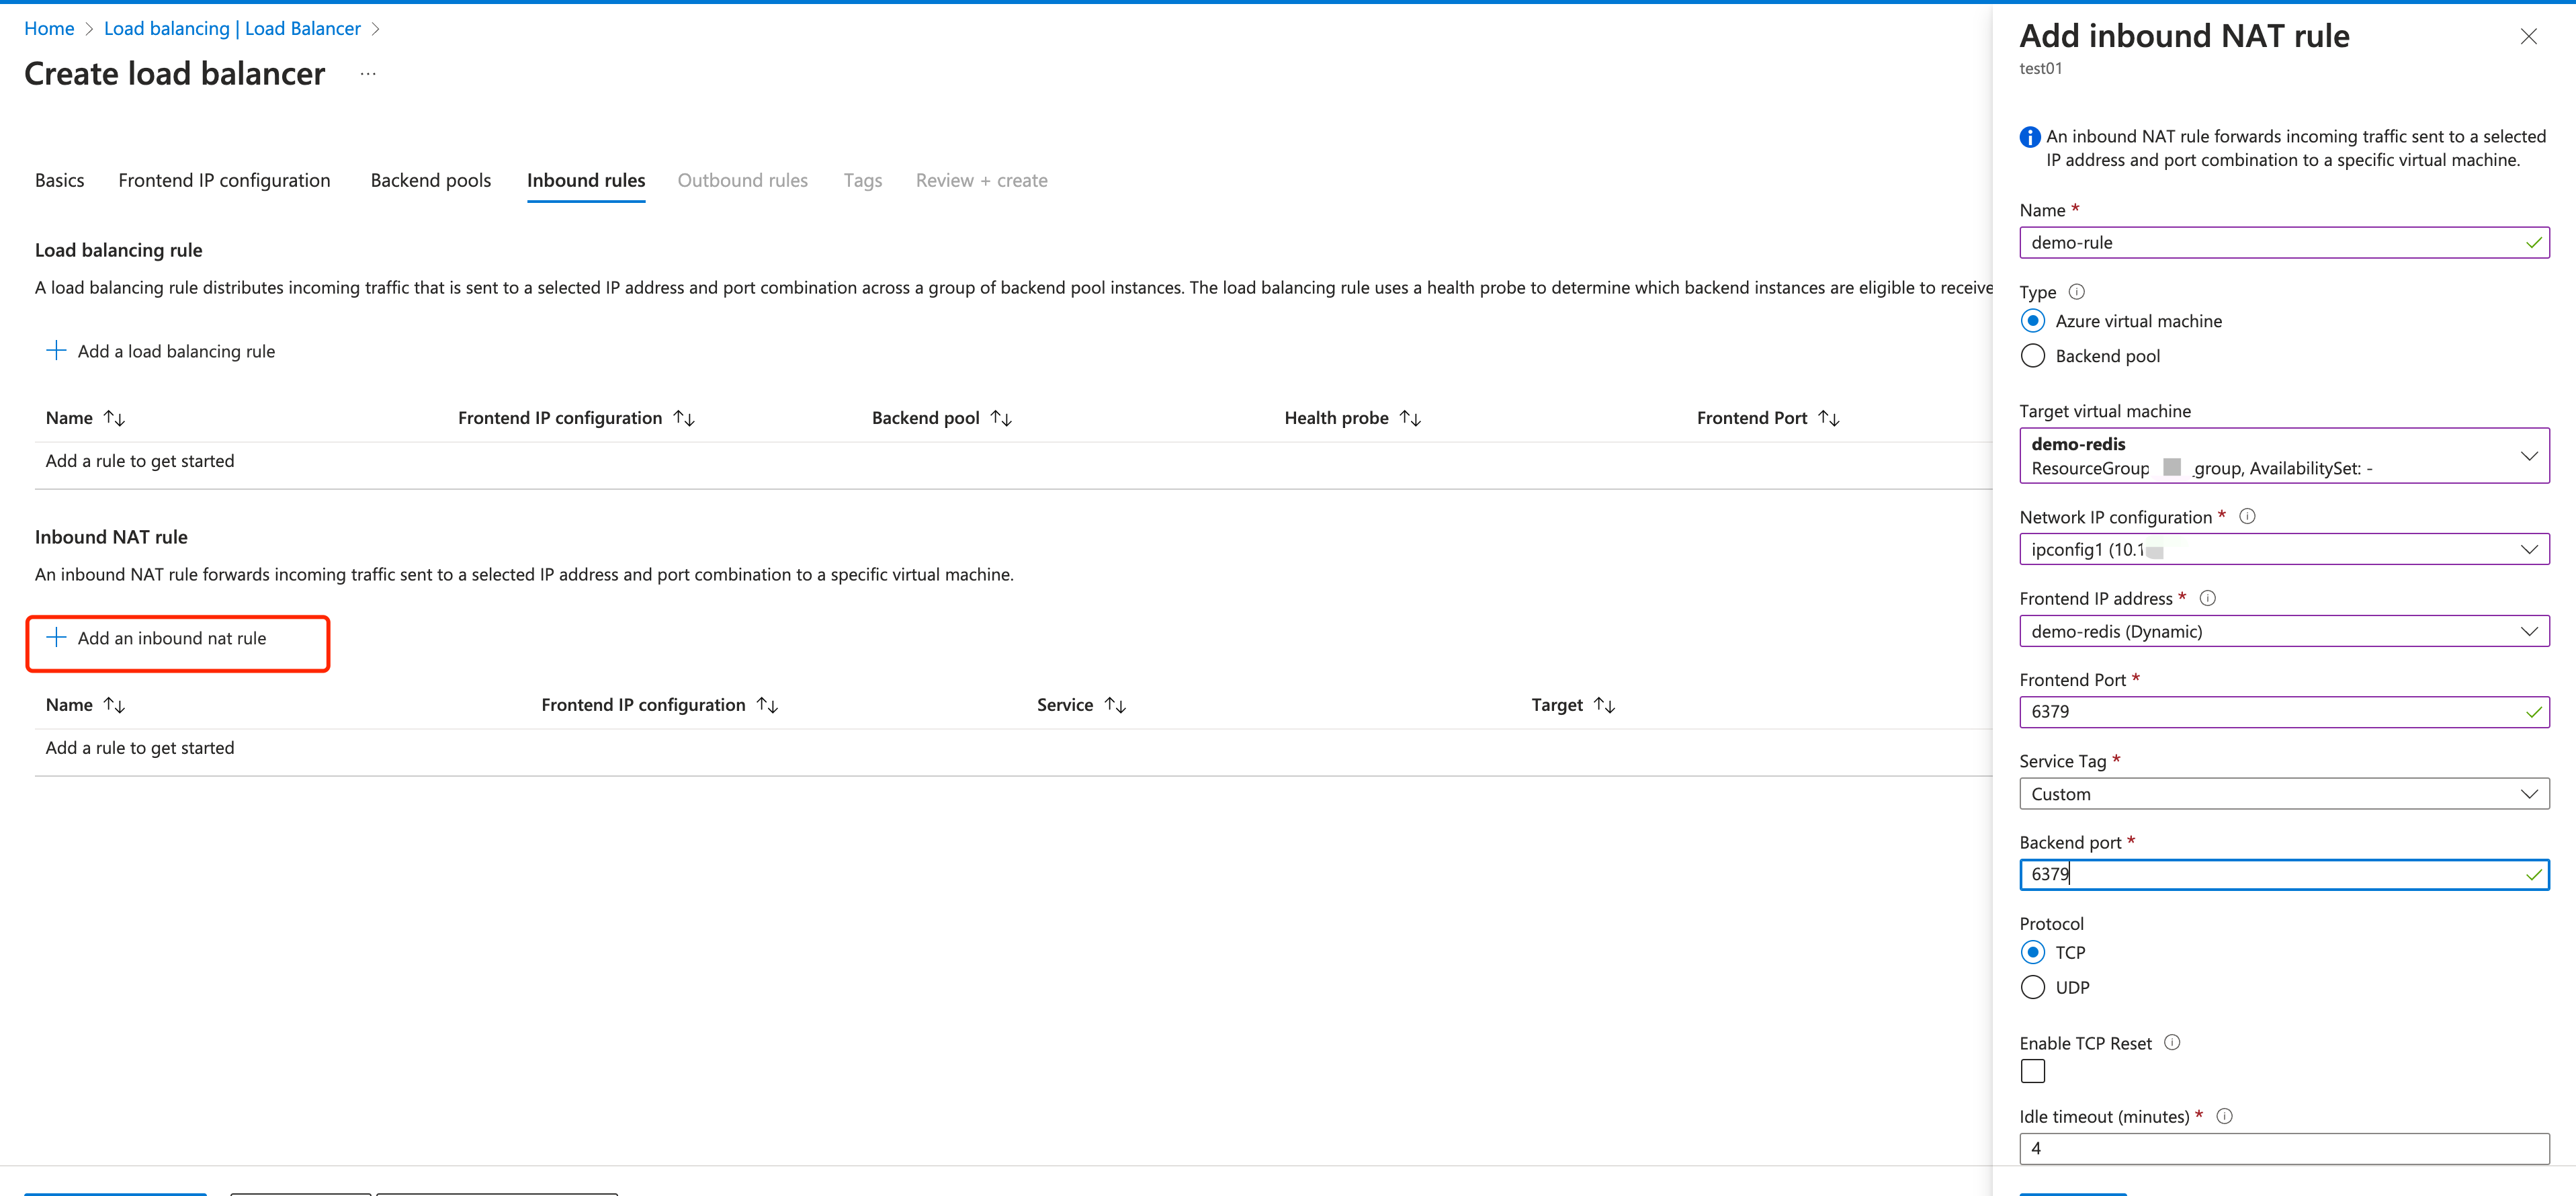 Home > Load balancing | Load Balancer >
Create load balancer ...
Basics Frontend IP configuration Backend pools Inbound rules Outbound rules Tags Review + create
Load balancing rule
A load balancing rule distributes incoming traffic that is sent to a selected IP address and port combination across a group of backend pool instances. The load balancing rule uses a health probe to determine which backend instances are eligible to receive
+ Add a load balancing rule
Name ↑↓ Frontend IP configuration ↑↓ Backend pool ↑↓ Health probe ↑↓ Frontend Port ↑↓
Add a rule to get started
Inbound NAT rule
An inbound NAT rule forwards incoming traffic sent to a selected IP address and port combination to a specific virtual machine.
+ Add an inbound nat rule
Name ↑↓ Frontend IP configuration ↑↓ Service ↑↓ Target ↑↓
Add a rule to get started
Add inbound NAT rule
test01
An inbound NAT rule forwards incoming traffic sent to a selected
IP address and port combination to a specific virtual machine.
Name *
demo-rule
Type
Azure virtual machine
Backend pool
Target virtual machine
demo-redis
ResourceGroup _group, AvailabilitySet: -
Network IP configuration *
ipconfig1 (10.1
Frontend IP address *
demo-redis (Dynamic)
Frontend Port *
6379
Service Tag *
Custom
Backend port *
6379
Protocol
TCP
UDP
Enable TCP Reset
Idle timeout (minutes) *
4